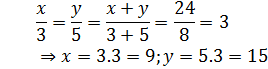 x/3 = y/5 = (x+y)/(3+5) = 24/8 = 3
⇒ x = 3.3 = 9; y = 5.3 = 15